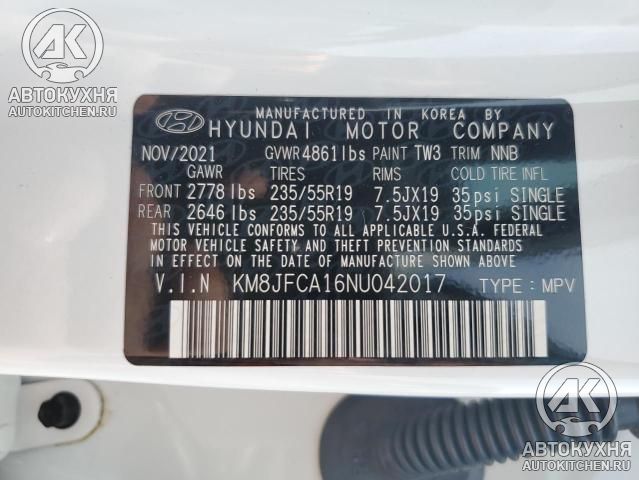 AK
АВТОКУХНЯ
AUTOKITCHEN.RU
MANUFACTURED IN KOREA BY
HYUNDAI MOTOR COMPANY
NOV/2021 GVWR 4861lbs PAINT TW3 TRIM NNB
GAWR TIRES RIMS COLD TIRE INFL
FRONT 2778 lbs 235/55R19 7.5JX19 35psi SINGLE
REAR 2646 lbs 235/55R19 7.5JX19 35psi SINGLE
THIS VEHICLE CONFORMS TO ALL APPLICABLE U.S.A. FEDERAL
MOTOR VEHICLE SAFETY AND THEFT PREVENTION STANDARDS
IN EFFECT ON THE DATE OF MANUFACTURE SHOWN ABOVE
V.I.N KM8JFCA16NU042017 TYPE : MPV
AK
АВТОКУХНЯ
AUTOKITCHEN.RU